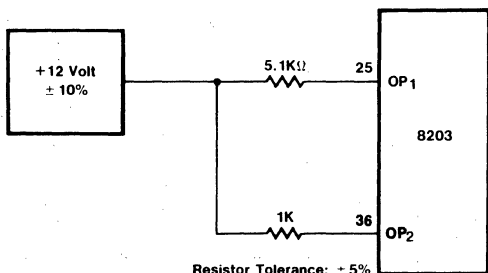 +12 Volt
± 10%
5.1KΩ
25
OP1
8203
1K
36
OP2
Resistor Tolerance: ±5%